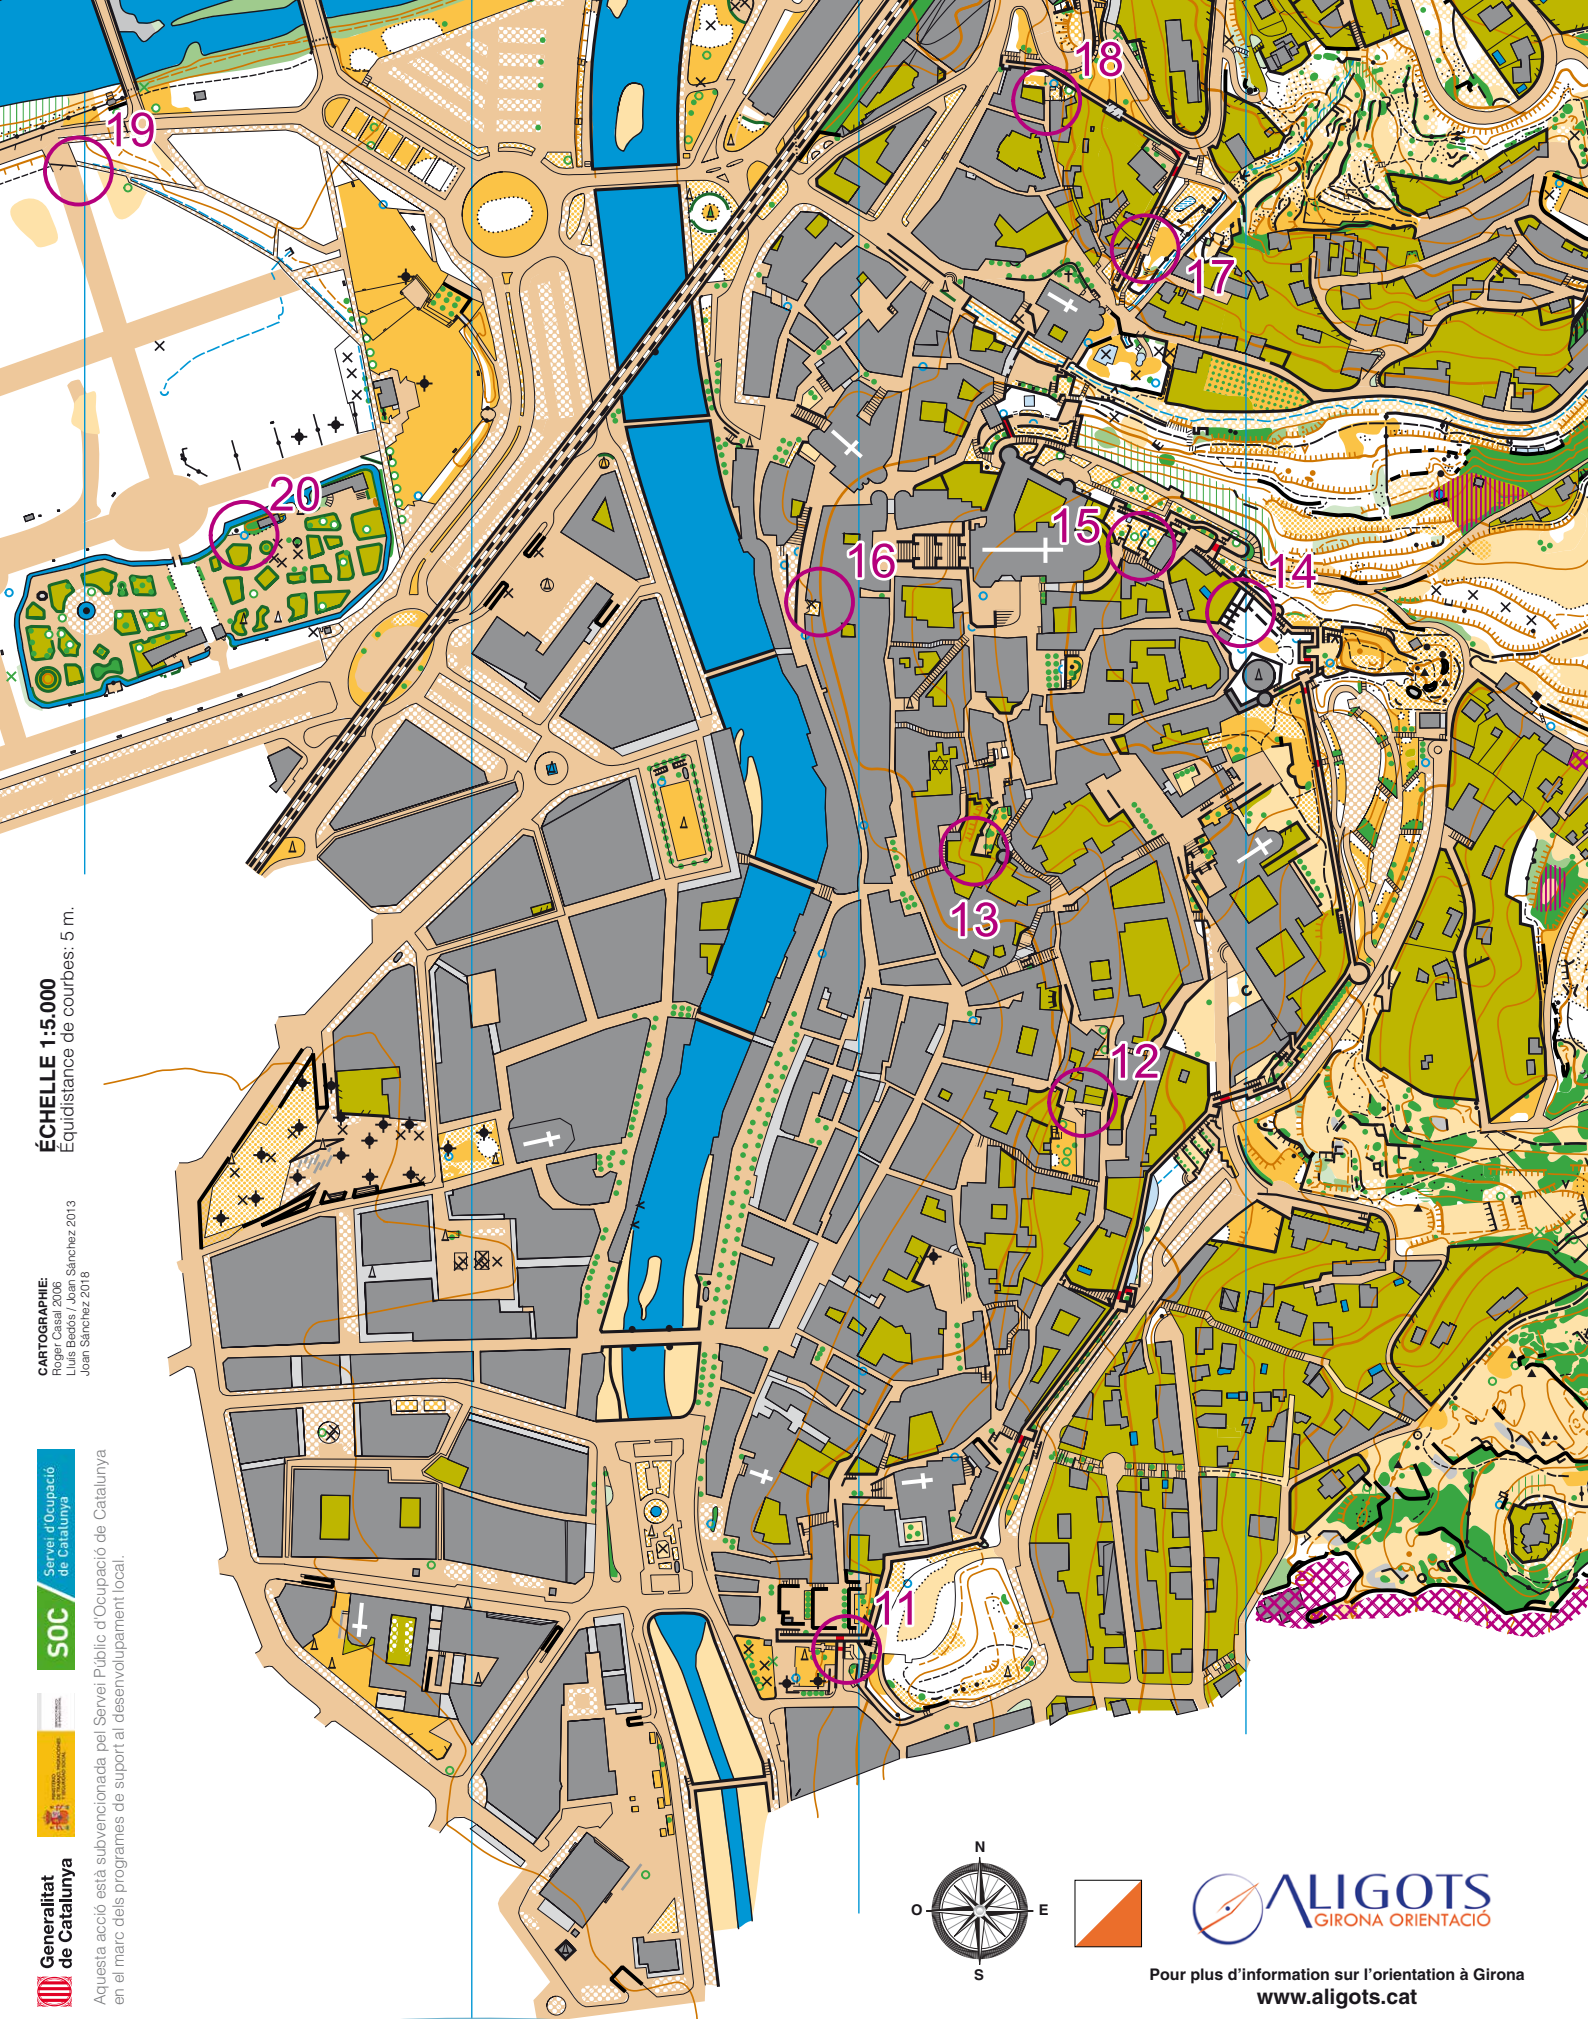 18
19
17
20
15
16
14
13
12
11
ÉCHELLE 1:5.000
Équidistance de courbes: 5 m.
CARTOGRAPHIE:
Roger Casal 2006
Lluís Bedós / Joan Sánchez 2013
Joan Sánchez 2018
SOC
Servei d'Ocupació
de Catalunya
Generalitat
de Catalunya
Aquesta acció està subvencionada pel Servei Públic d'Ocupació de Catalunya
en el marc dels programes de suport al desenvolupament local.
N
O
E
S
ALIGOTS
GIRONA ORIENTACIÓ
Pour plus d'information sur l'orientation à Girona
www.aligots.cat